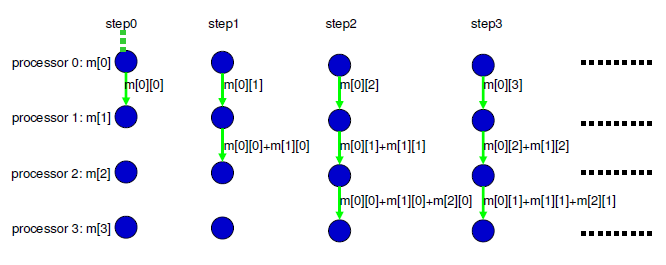 step0 step1 step2 step3
processor 0: m[0]
m[0][0] m[0][1] m[0][2] m[0][3]
processor 1: m[1]
m[0][0]+m[1][0] m[0][1]+m[1][1] m[0][2]+m[1][2]
processor 2: m[2]
m[0][0]+m[1][0]+m[2][0] m[0][1]+m[1][1]+m[2][1]
processor 3: m[3]